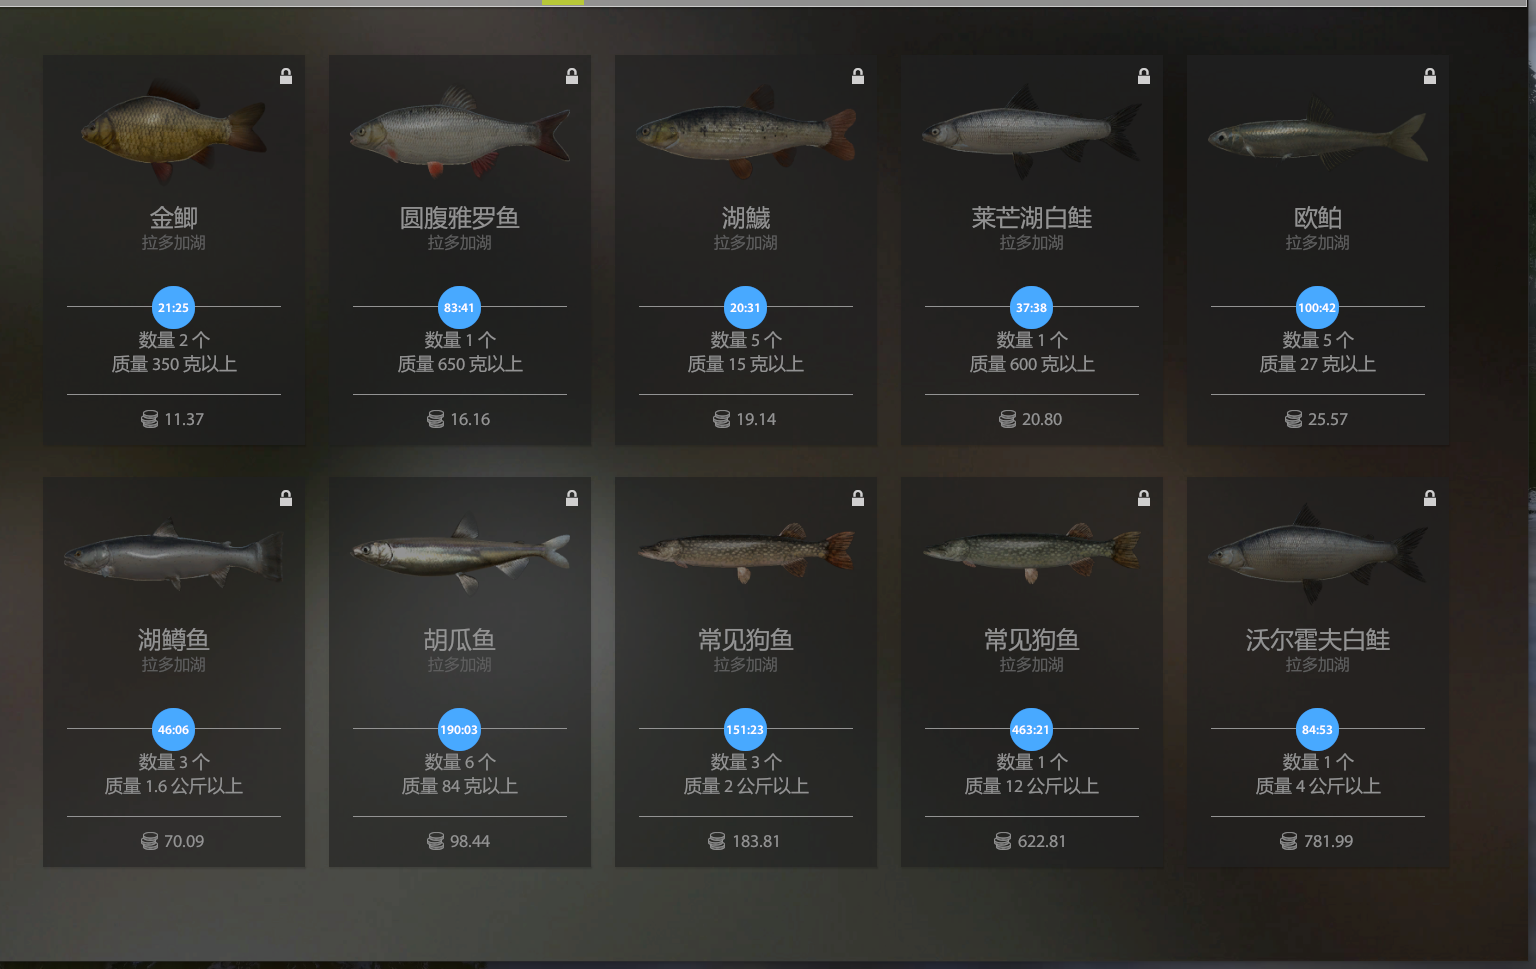 金鲫
拉多加湖
21:25
数量 2 个
质量 350 克以上
11.37
圆腹雅罗鱼
拉多加湖
83:41
数量 1 个
质量 650 克以上
16.16
湖鱥
拉多加湖
20:31
数量 5 个
质量 15 克以上
19.14
莱芒湖白鲑
拉多加湖
37:38
数量 1 个
质量 600 克以上
20.80
欧鲌
拉多加湖
100:42
数量 5 个
质量 27 克以上
25.57
湖鳟鱼
拉多加湖
46:06
数量 3 个
质量 1.6 公斤以上
70.09
胡瓜鱼
拉多加湖
190:03
数量 6 个
质量 84 克以上
98.44
常见狗鱼
拉多加湖
151:23
数量 3 个
质量 2 公斤以上
183.81
常见狗鱼
拉多加湖
463:21
数量 1 个
质量 12 公斤以上
622.81
沃尔霍夫白鲑
拉多加湖
84:53
数量 1 个
质量 4 公斤以上
781.99